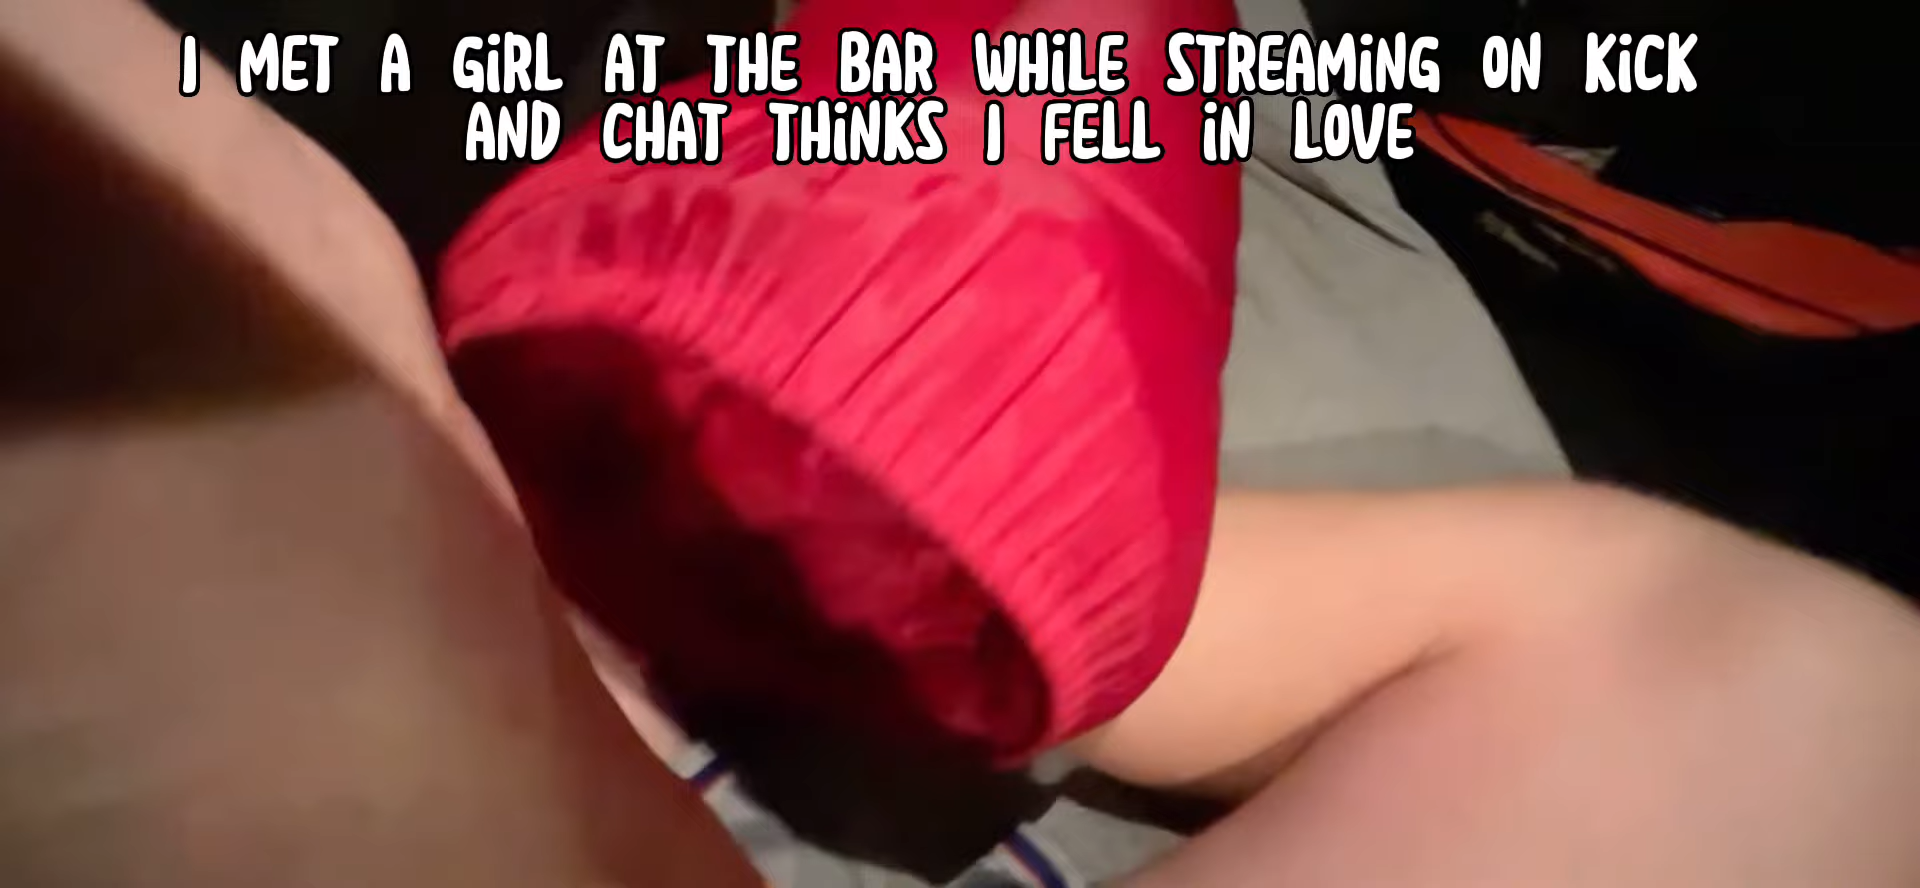 I MET A GIRL AT THE BAR WHILE STREAMING ON KICK
AND CHAT THINKS I FELL IN LOVE